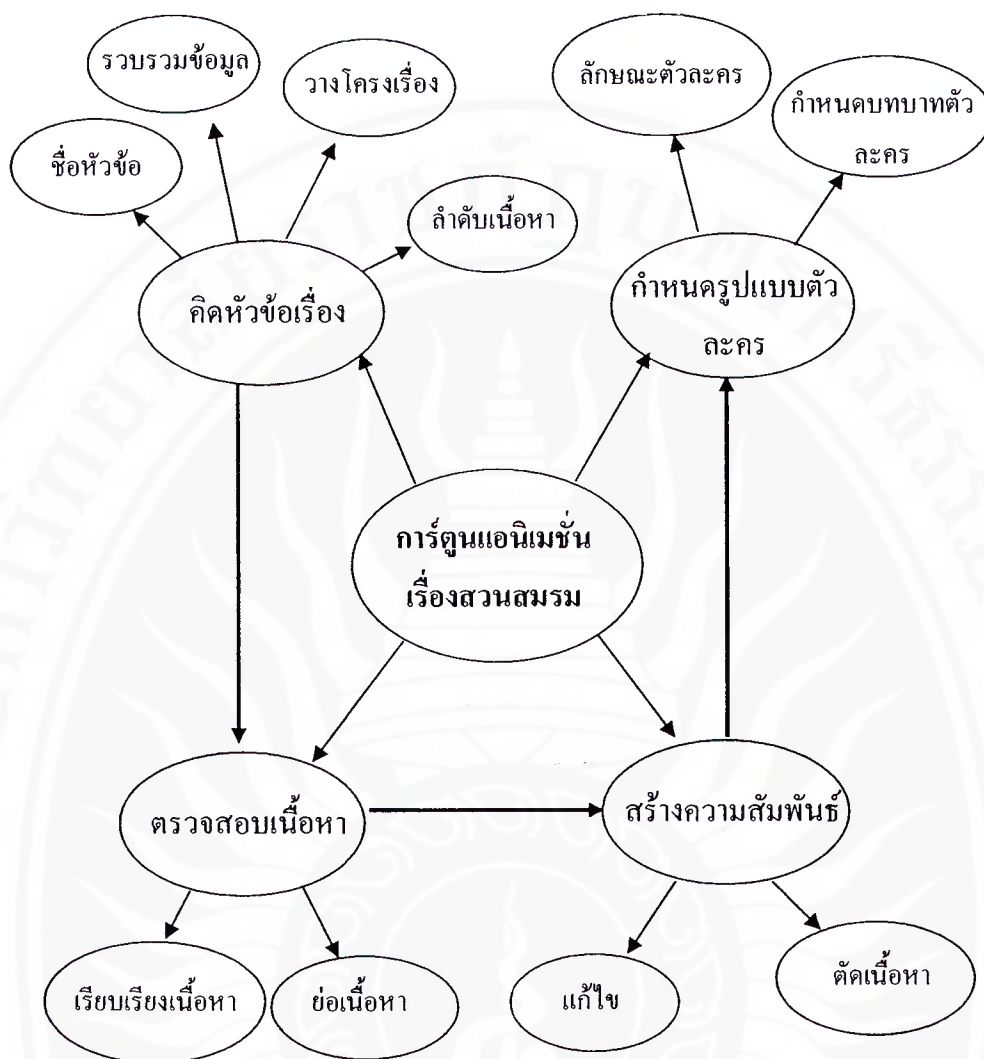 รวบรวมข้อมูล
วางโครงเรื่อง
ชื่อหัวข้อ
ลำดับเนื้อหา
คิดหัวข้อเรื่อง
ลักษณะตัวละคร
กำหนดบทบาทตัว
ละคร
กำหนดรูปแบบตัว
ละคร
การ์ตูนแอนิเมชั่น
เรื่องสวนสมรม
ตรวจสอบเนื้อหา
สร้างความสัมพันธ์
เรียบเรียงเนื้อหา
ย่อเนื้อหา
แก้ไข
ตัดเนื้อหา